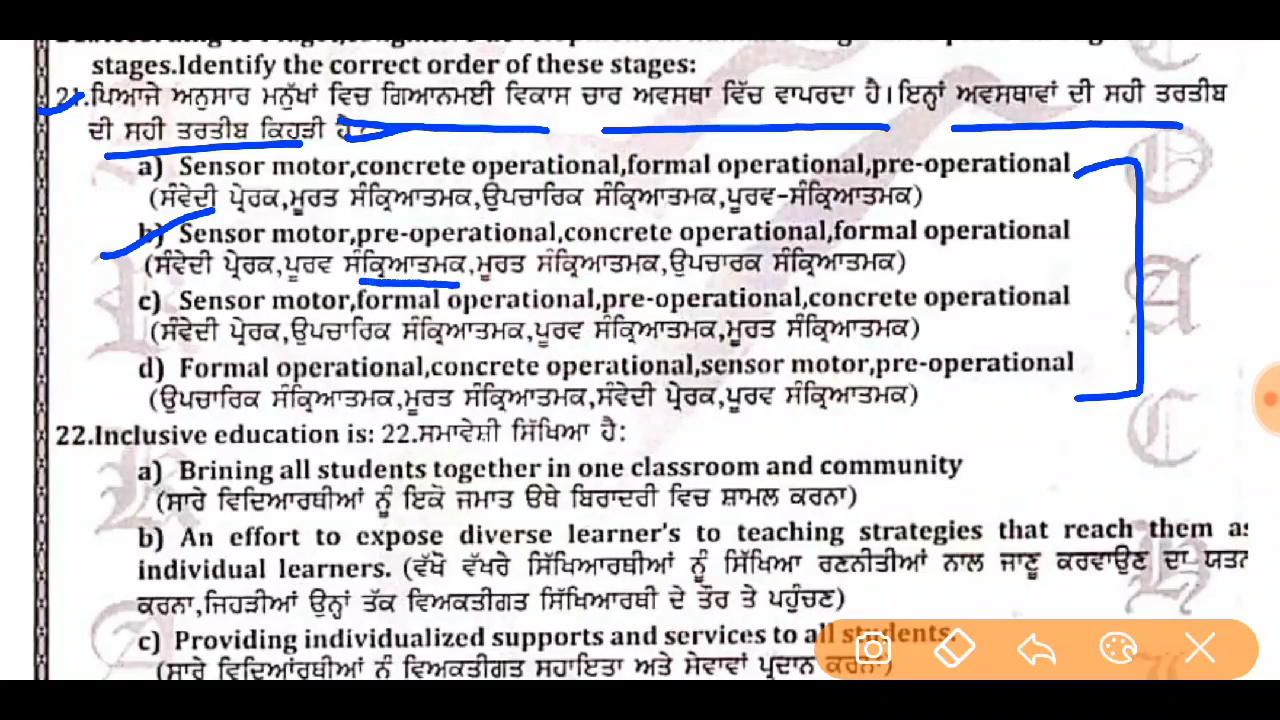 stages.Identify the correct order of these stages:
21.ਪਿਆਜੇ ਅਨੁਸਾਰ ਮਨੁੱਖਾਂ ਵਿਚ ਗਿਆਨਮਈ ਵਿਕਾਸ ਚਾਰ ਅਵਸਥਾ ਵਿੱਚ ਵਾਪਰਦਾ ਹੈ।ਇਨ੍ਹਾਂ ਅਵਸਥਾਵਾਂ ਦੀ ਸਹੀ ਤਰਤੀਬ
ਦੀ ਸਹੀ ਤਰਤੀਬ ਕਿਹੜੀ ਹੈ?
a) Sensor motor,concrete operational,formal operational,pre-operational
(ਸੰਵੇਦੀ ਪ੍ਰੇਰਕ,ਮੂਰਤ ਸੰਕ੍ਰਿਆਤਮਕ,ਉਪਚਾਰਿਕ ਸੰਕ੍ਰਿਆਤਮਕ,ਪੂਰਵ-ਸੰਕ੍ਰਿਆਤਮਕ)
b) Sensor motor,pre-operational,concrete operational,formal operational
(ਸੰਵੇਦੀ ਪ੍ਰੇਰਕ,ਪੂਰਵ ਸੰਕ੍ਰਿਆਤਮਕ,ਮੂਰਤ ਸੰਕ੍ਰਿਆਤਮਕ,ਉਪਚਾਰਕ ਸੰਕ੍ਰਿਆਤਮਕ)
c) Sensor motor,formal operational,pre-operational,concrete operational
(ਸੰਵੇਦੀ ਪ੍ਰੇਰਕ,ਉਪਚਾਰਿਕ ਸੰਕ੍ਰਿਆਤਮਕ,ਪੂਰਵ ਸੰਕ੍ਰਿਆਤਮਕ,ਮੂਰਤ ਸੰਕ੍ਰਿਆਤਮਕ)
d) Formal operational,concrete operational,sensor motor,pre-operational
(ਉਪਚਾਰਿਕ ਸੰਕ੍ਰਿਆਤਮਕ,ਮੂਰਤ ਸੰਕ੍ਰਿਆਤਮਕ,ਸੰਵੇਦੀ ਪ੍ਰੇਰਕ,ਪੂਰਵ ਸੰਕ੍ਰਿਆਤਮਕ)
22.Inclusive education is: 22.ਸਮਾਵੇਸ਼ੀ ਸਿੱਖਿਆ ਹੈ:
a) Brining all students together in one classroom and community
(ਸਾਰੇ ਵਿਦਿਆਰਥੀਆਂ ਨੂੰ ਇਕੋ ਜਮਾਤ ਓਥੇ ਬਿਰਾਦਰੀ ਵਿਚ ਸ਼ਾਮਲ ਕਰਨਾ)
b) An effort to expose diverse learner's to teaching strategies that reach them as
individual learners. (ਵੱਖੋ ਵੱਖਰੇ ਸਿੱਖਿਆਰਥੀਆਂ ਨੂੰ ਸਿੱਖਿਆ ਰਣਨੀਤੀਆਂ ਨਾਲ ਜਾਣੂ ਕਰਵਾਉਣ ਦਾ ਯਤਨ
ਕਰਨਾ,ਜਿਹੜੀਆਂ ਉਨ੍ਹਾਂ ਤੱਕ ਵਿਅਕਤੀਗਤ ਸਿੱਖਿਆਰਥੀ ਦੇ ਤੌਰ ਤੇ ਪਹੁੰਚਣ)
c) Providing individualized supports and services to all students.
(ਸਾਰੇ ਵਿਦਿਆਂਰਥੀਆਂ ਨੂੰ ਵਿਅਕਤੀਗਤ ਸਹਾਇਤਾ ਅਤੇ ਸੇਵਾਵਾਂ ਪ੍ਰਦਾਨ ਕਰਨਾ)